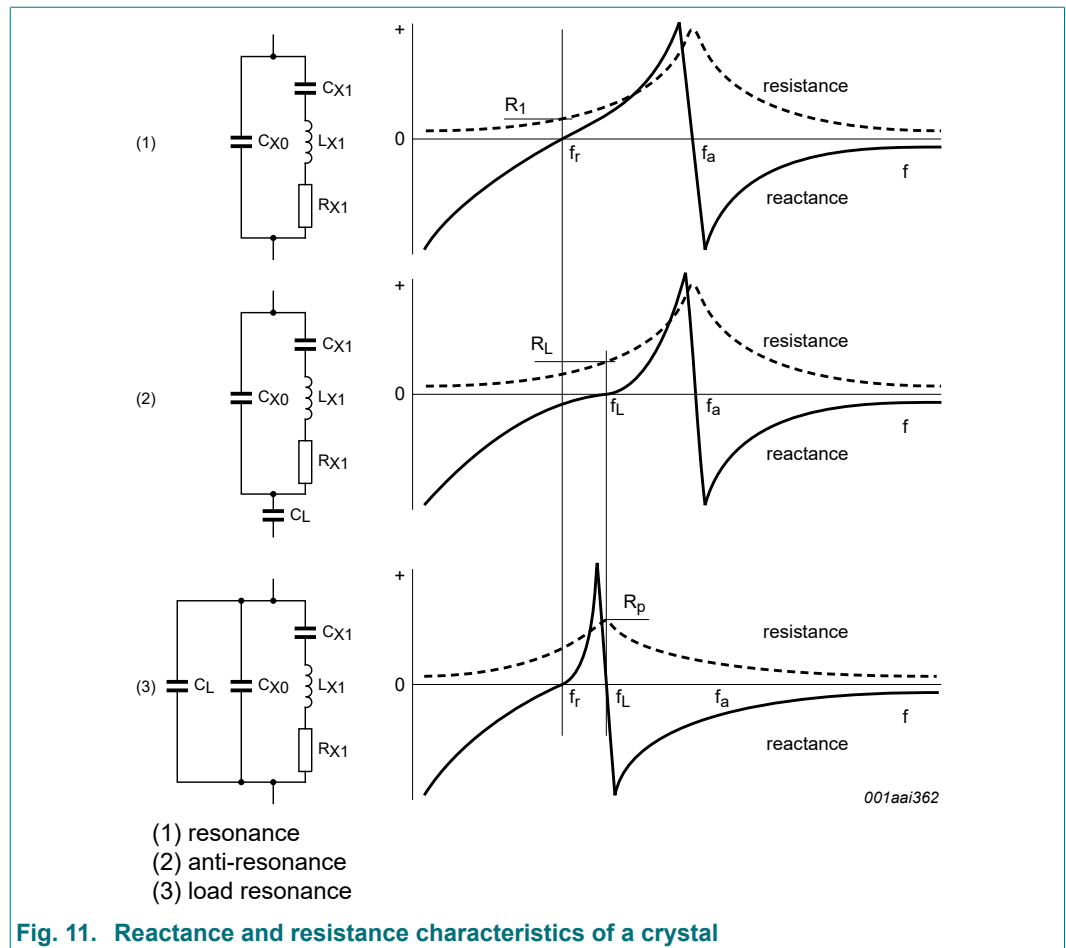 (1)
CX1
CX0
LX1
RX1
+
0
R1
fr
fa
f
resistance
reactance
(2)
CX1
CX0
LX1
RX1
CL
+
0
RL
fL
fa
f
resistance
reactance
(3)
CL
CX0
CX1
LX1
RX1
+
0
Rp
fr
fL
fa
f
resistance
reactance
001aai362
(1) resonance
(2) anti-resonance
(3) load resonance
Fig. 11. Reactance and resistance characteristics of a crystal